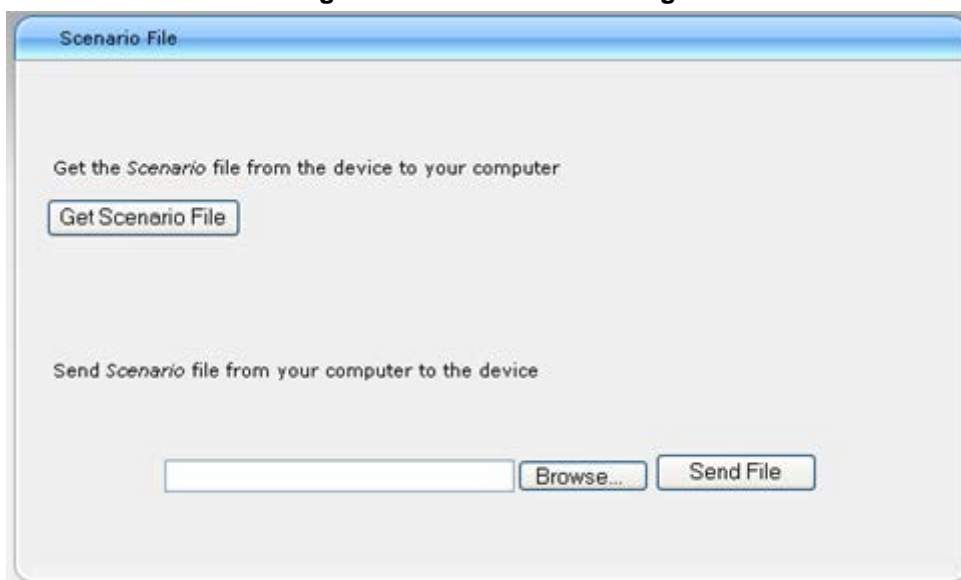 Scenario File
Get the Scenario file from the device to your computer
Get Scenario File
Send Scenario file from your computer to the device
Browse... Send File